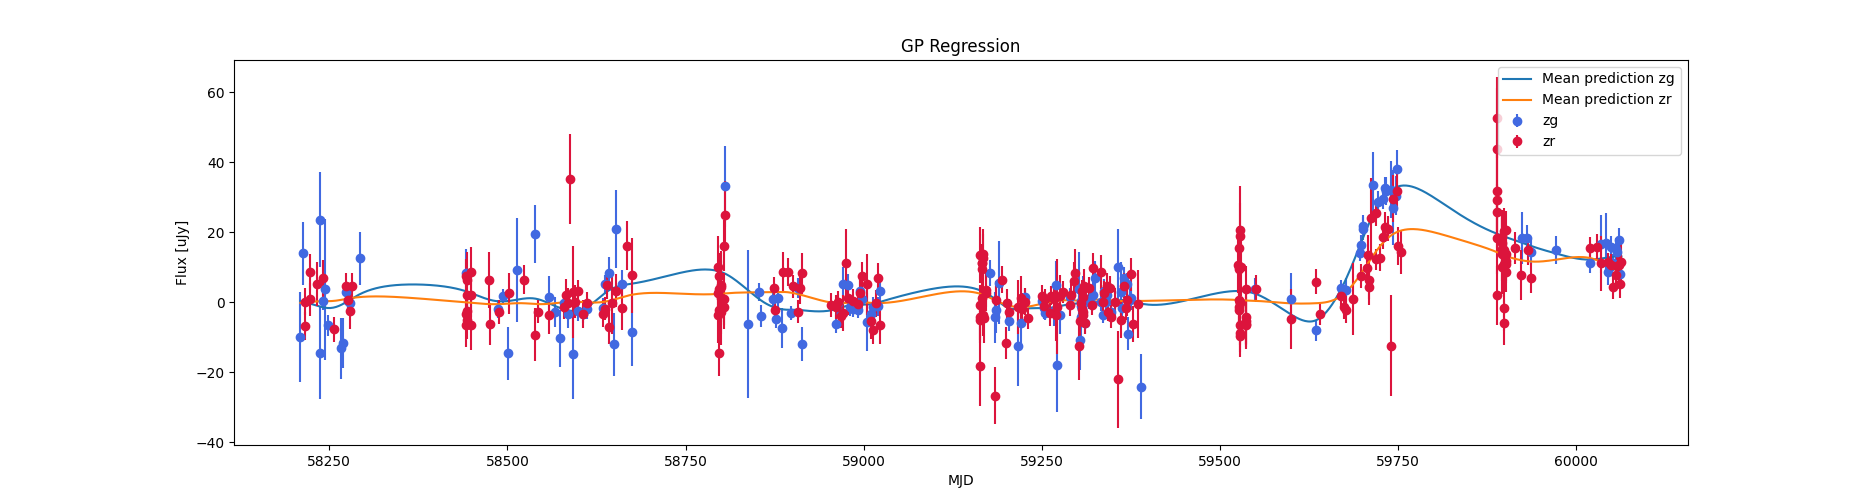 GP Regression
Mean prediction zg
Mean prediction zr
zg
zr
Flux [uJy]
60
40
20
0
−20
−40
58250 58500 58750 59000 59250 59500 59750 60000
MJD